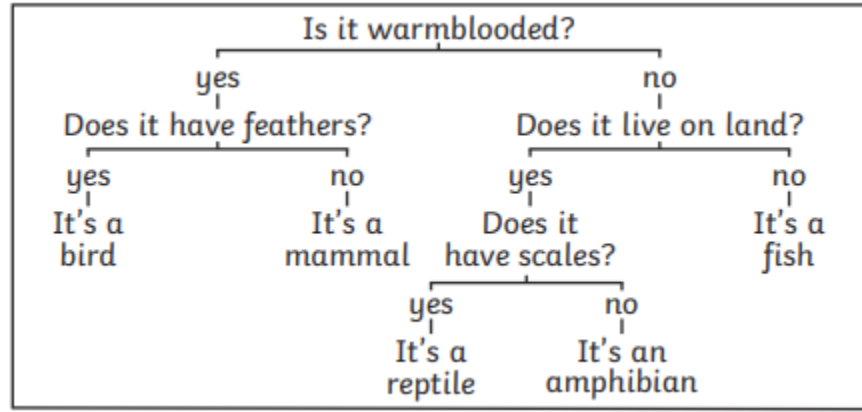 Is it warmblooded?
yes
no
Does it have feathers?
Does it live on land?
yes
no
yes
no
It's a
bird
It's a
mammal
Does it
have scales?
It's a
fish
yes
no
It's a
reptile
It's an
amphibian